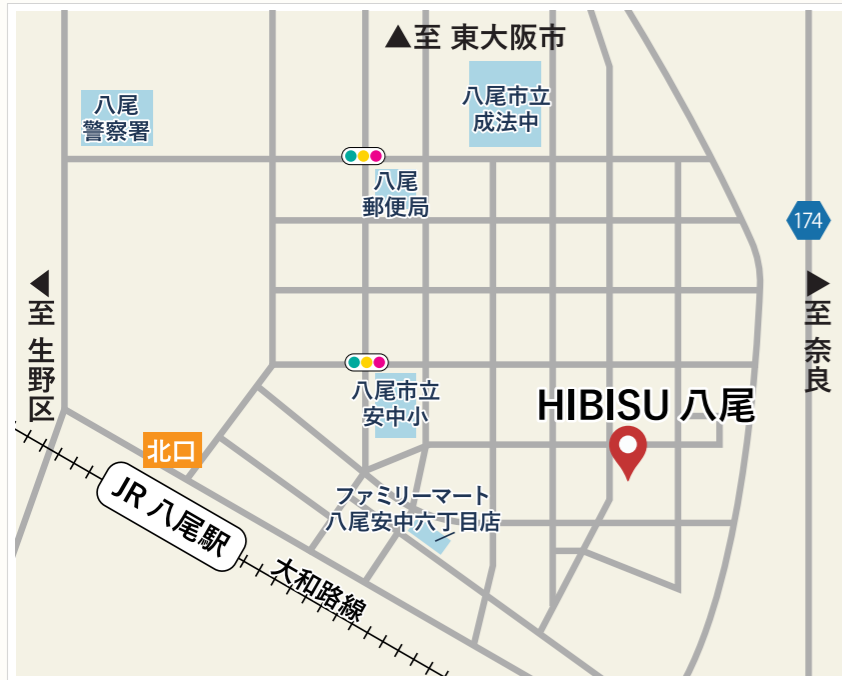 ▲至 東大阪市
八尾
警察署
八尾市立
成法中
八尾
郵便局
174
◀至 生野区
▶至 奈良
八尾市立
安中小
HIBISU 八尾
北口
JR 八尾駅
ファミリーマート
八尾安中六丁目店
大和路線